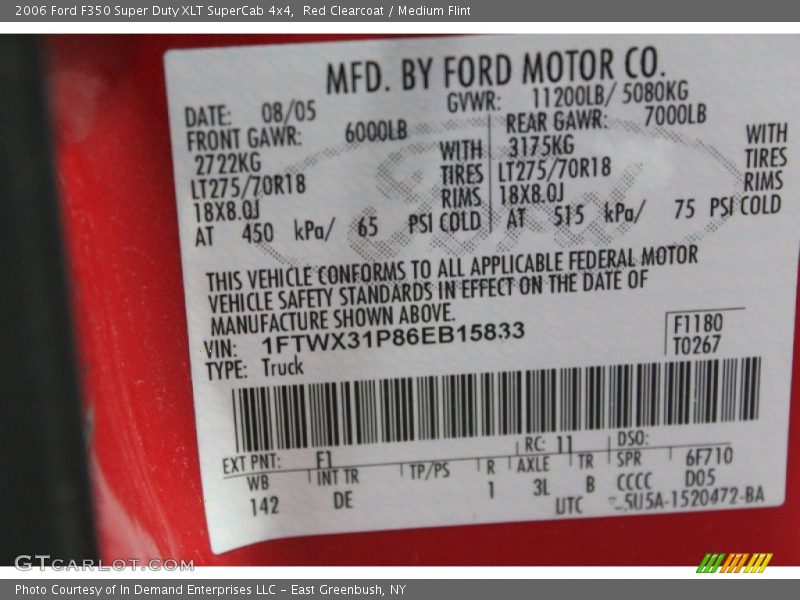 2006 Ford F350 Super Duty XLT SuperCab 4x4, Red Clearcoat / Medium Flint
MFD. BY FORD MOTOR CO.
DATE: 08/05 GVWR: 11200LB/ 5080KG
FRONT GAWR: 6000LB REAR GAWR: 7000LB
2722KG WITH 3175KG WITH
LT275/70R18 TIRES LT275/70R18 TIRES
18X8.0J RIMS 18X8.0J RIMS
AT 450 kPa/ 65 PSI COLD AT 515 kPa/ 75 PSI COLD
THIS VEHICLE CONFORMS TO ALL APPLICABLE FEDERAL MOTOR
VEHICLE SAFETY STANDARDS IN EFFECT ON THE DATE OF
MANUFACTURE SHOWN ABOVE.
VIN: 1FTWX31P86EB15833 F1180
TYPE: Truck T0267
EXT PNT: F1 RC: 11 DSO:
WB INT TR TP/PS R AXLE TR SPR 6F710
142 DE 1 3L B CCCC D05
UTC 5U5A-1520472-BA
GTCARLOT.COM
Photo Courtesy of In Demand Enterprises LLC - East Greenbush, NY